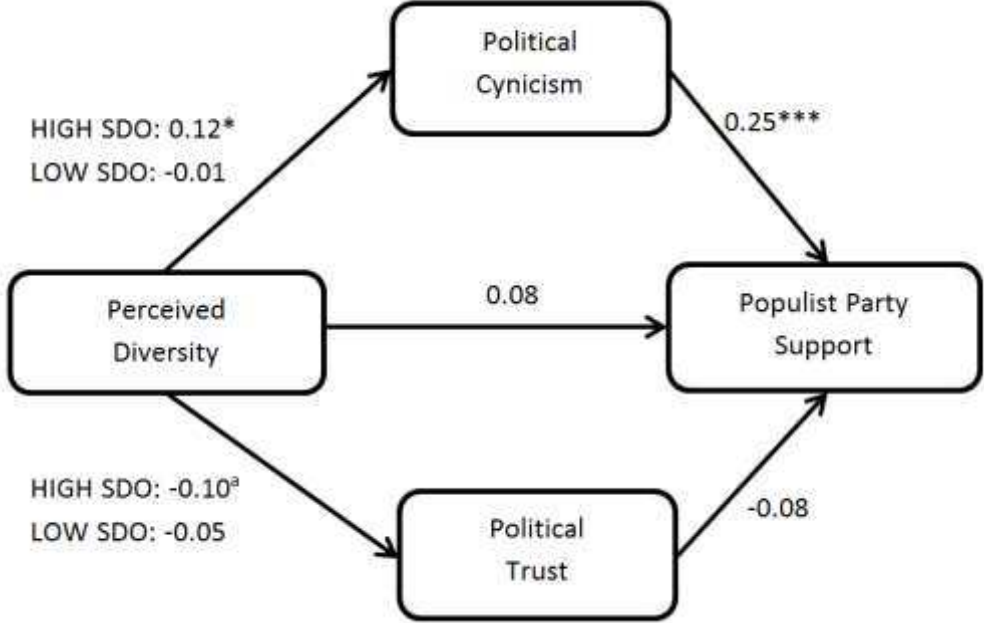 Political
Cynicism
HIGH SDO: 0.12*
LOW SDO: -0.01
0.25***
Perceived
Diversity
0.08
Populist Party
Support
HIGH SDO: -0.10ᵃ
LOW SDO: -0.05
Political
Trust
-0.08